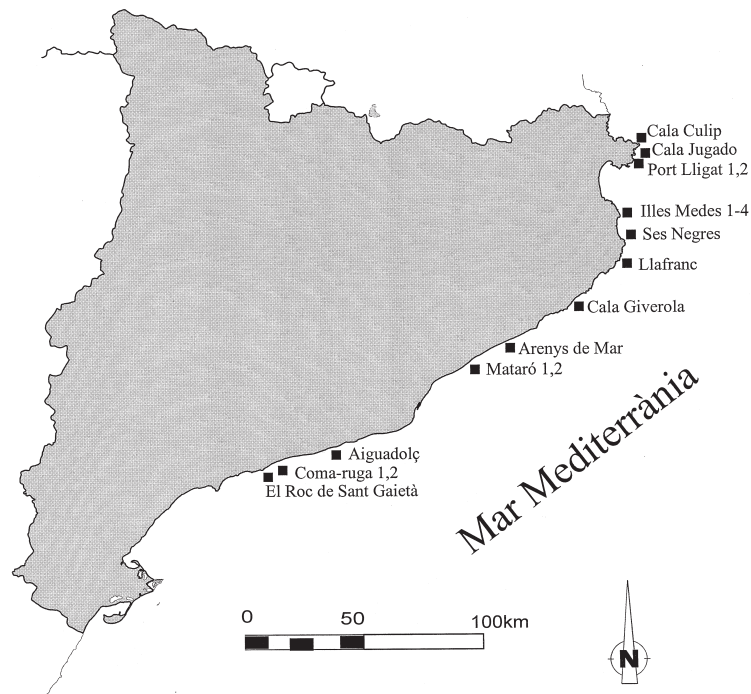 Cala Culip
Cala Jugado
Port Lligat 1,2
Illes Medes 1-4
Ses Negres
Llafranc
Cala Giverola
Arenys de Mar
Mataró 1,2
Mar Mediterrània
Aiguadolç
Coma-ruga 1,2
El Roc de Sant Gaietà
0 50 100km
N